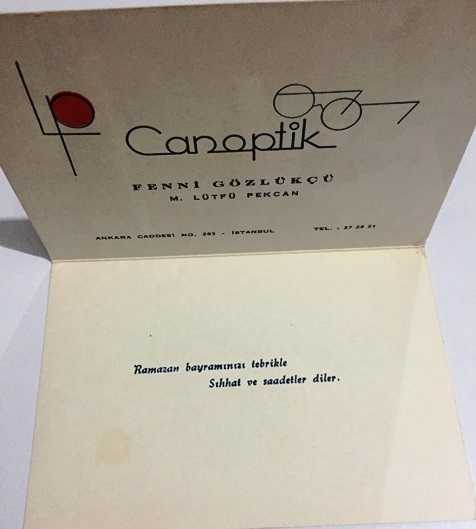 Canoptik
FENNİ GÖZLÜKÇÜ
M. LÜTFÜ PEKCAN
ANKARA CADDESİ NO. - İSTANBUL TEL. :
Ramazan bayramınızı tebrikle
Sıhhat ve saadetler diler.